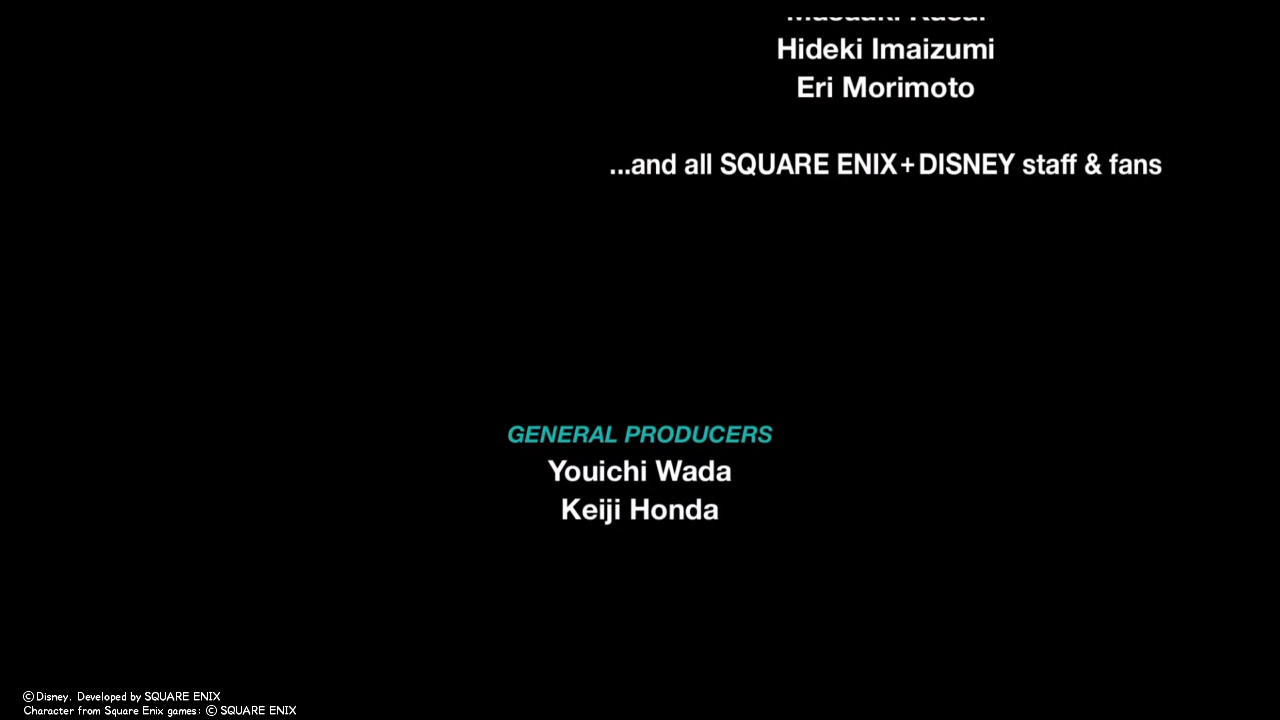 Hideki Imaizumi
Eri Morimoto
...and all SQUARE ENIX+DISNEY staff & fans
GENERAL PRODUCERS
Youichi Wada
Keiji Honda
©Disney. Developed by SQUARE ENIX
Character from Square Enix games: © SQUARE ENIX